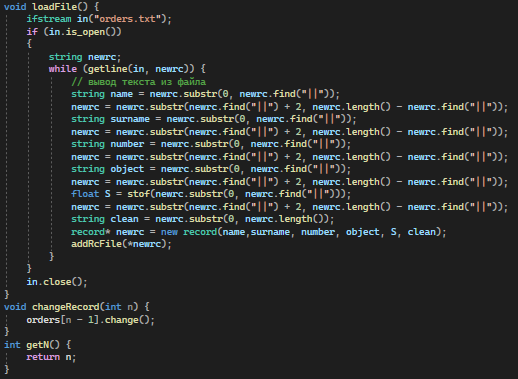 void loadFile() {
    ifstream in("orders.txt");
    if (in.is_open())
    {
        string newrc;
        while (getline(in, newrc)) {
            // вывод текста из файла
            string name = newrc.substr(0, newrc.find("||"));
            newrc = newrc.substr(newrc.find("||") + 2, newrc.length() - newrc.find("||"));
            string surname = newrc.substr(0, newrc.find("||"));
            newrc = newrc.substr(newrc.find("||") + 2, newrc.length() - newrc.find("||"));
            string number = newrc.substr(0, newrc.find("||"));
            newrc = newrc.substr(newrc.find("||") + 2, newrc.length() - newrc.find("||"));
            string object = newrc.substr(0, newrc.find("||"));
            newrc = newrc.substr(newrc.find("||") + 2, newrc.length() - newrc.find("||"));
            float S = stof(newrc.substr(0, newrc.find("||")));
            newrc = newrc.substr(newrc.find("||") + 2, newrc.length() - newrc.find("||"));
            string clean = newrc.substr(0, newrc.length());
            record* newrc = new record(name,surname, number, object, S, clean);
            addRcFile(*newrc);
        }
    }
    in.close();
}
void changeRecord(int n) {
    orders[n - 1].change();
}
int getN() {
    return n;
}